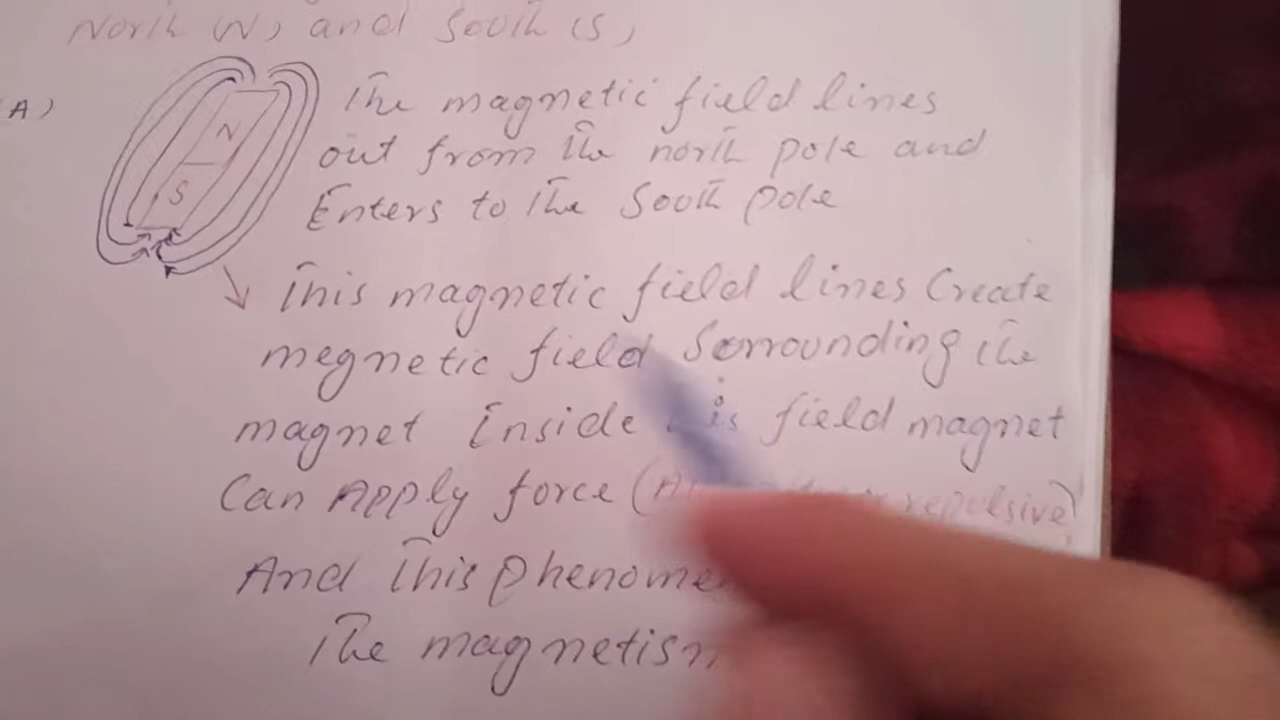 North (N) and South (S)
(A)
N
S
The magnetic field lines
out from the north pole and
Enters to the South pole
This magnetic field lines Create
megnetic field Sorrounding the
magnet Inside field magnet
Can Apply force ( repulsive)
And this
The